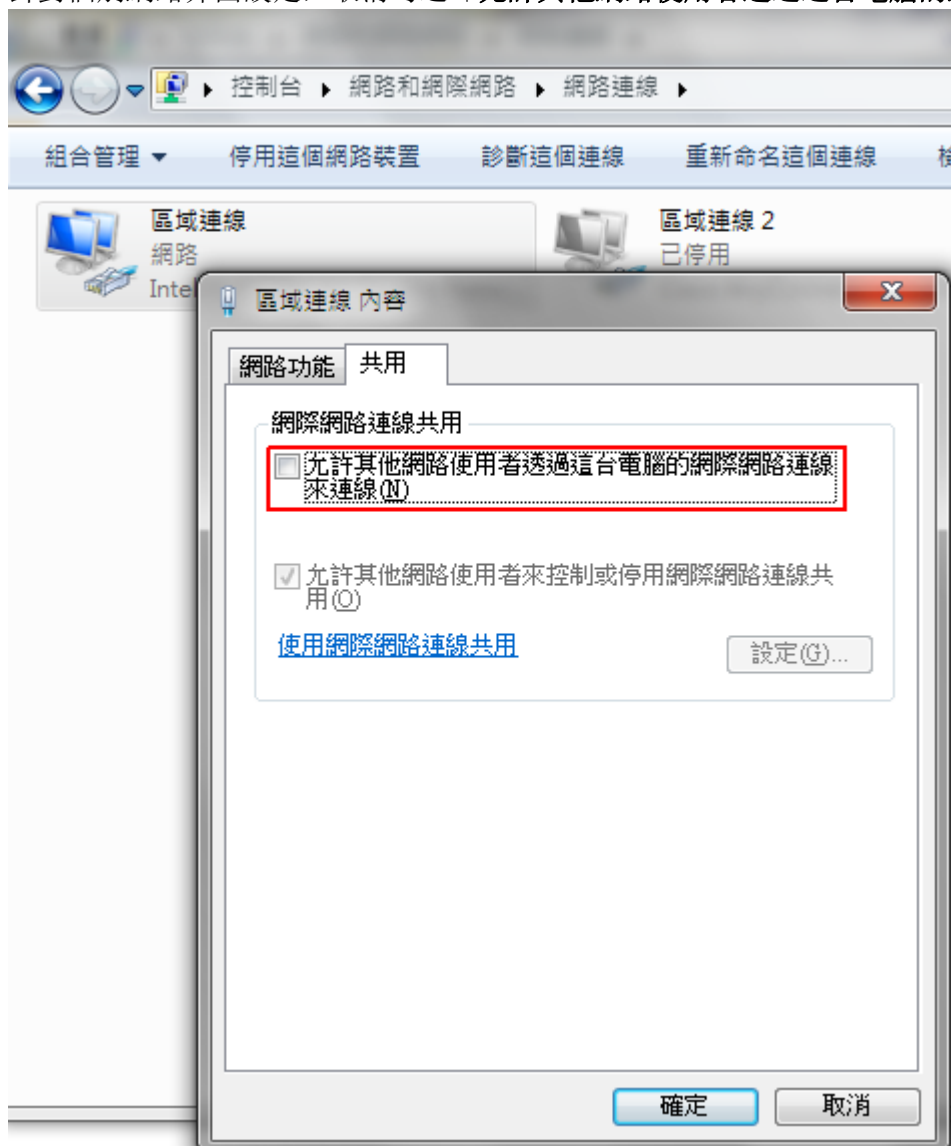 控制台 ▸ 網路和網際網路 ▸ 網路連線 ▸
組合管理 停用這個網路裝置 診斷這個連線 重新命名這個連線
區域連線
網路
Intel
區域連線 2
已停用
區域連線 內容
網路功能 共用
網際網路連線共用
允許其他網路使用者透過這台電腦的網際網路連線
來連線(N)
允許其他網路使用者來控制或停用網際網路連線共
用(O)
使用網際網路連線共用
設定(G)...
確定 取消